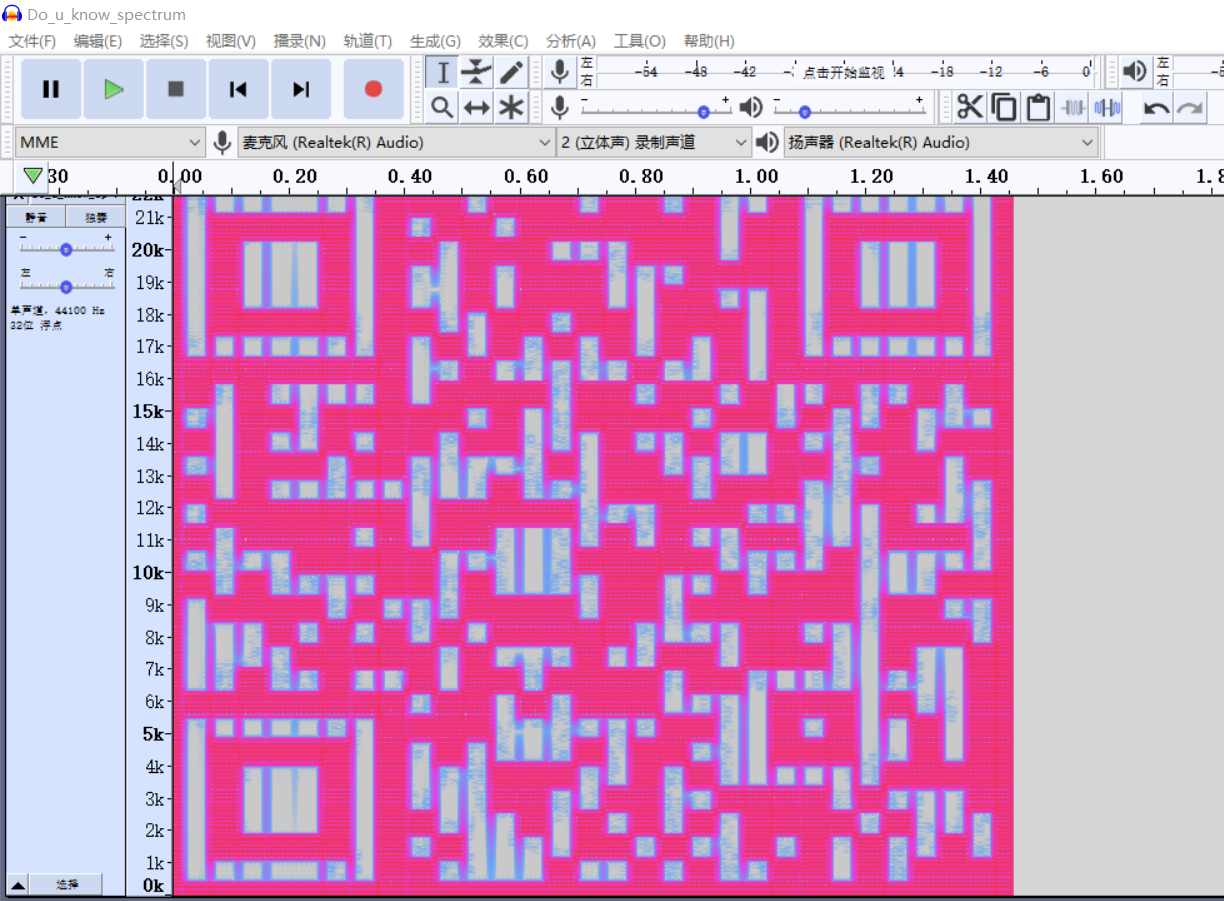 Do_u_know_spectrum
文件(F) 编辑(E) 选择(S) 视图(V) 播录(N) 轨道(T) 生成(G) 效果(C) 分析(A) 工具(O) 帮助(H)
左 右 -54 -48 -42 点击开始监视 -18 -12 -6 0 左 右
- + - +
MME 麦克风 (Realtek(R) Audio) 2 (立体声) 录制声道 扬声器 (Realtek(R) Audio)
30 0.00 0.20 0.40 0.60 0.80 1.00 1.20 1.40 1.60 1.8
静音 独奏
- +
左 右
单声道, 44100 Hz
32位 浮点
21k
20k
19k
18k
17k
16k
15k
14k
13k
12k
11k
10k
9k
8k
7k
6k
5k
4k
3k
2k
1k
0k
选择